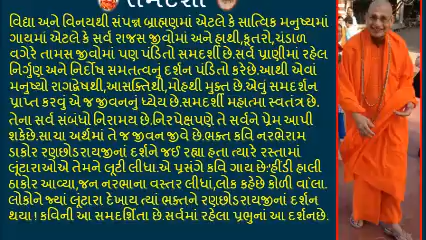 સમદર્શી
વિદ્યા અને વિનયથી સંપન્ન બ્રાહ્મણમાં એટલે કે સાત્વિક મનુષ્યમાં
ગાયમાં એટલે કે સર્વ રાજસ જીવોમાં અને હાથી,કૂતરો,ચંડાળ
વગેરે તામસ જીવોમાં પણ પંડિતો સમદર્શી છે.સર્વ પ્રાણીમાં રહેલ
નિર્ગુણ અને નિર્દોષ સમતત્વનું દર્શન પંડિતો કરેછે.આથી એવાં
મનુષ્યો રાગદ્વેષથી,આસક્તિથી,મોહથી મુક્ત છે.એવું સમદર્શન
પ્રાપ્ત કરવું એ જ જીવનનું ધ્યેય છે.સમદર્શી મહાત્મા સ્વતંત્ર છે.
તેના સર્વ સંબંધો નિરામય છે.નિરપેક્ષપણે તે સર્વને પ્રેમ આપી
શકેછે.સાચા અર્થમાં તે જ જીવન જીવે છે.ભક્ત કવિ નરભેરામ
ડાકોર રણછોડરાયજીનાં દર્શને જઈ રહ્યા હતા ત્યારે રસ્તામાં
લૂંટારાઓએ તેમને લૂટી લીધા.એ પ્રસંગે કવિ ગાય છે:'હીંડી હાલી
ઠાકોર આવ્યા,જન નરભાના વસ્તર લીધાં,લોક કહેછે કોળી વા'લા.
લોકોને જ્યાં લૂંટારા દેખાય ત્યાં ભક્તને રણછોડરાયજીનાં દર્શન
થયા ! કવિની આ સમદર્શિતા છે.સર્વમાં રહેલા પ્રભુનાં આ દર્શનછે.